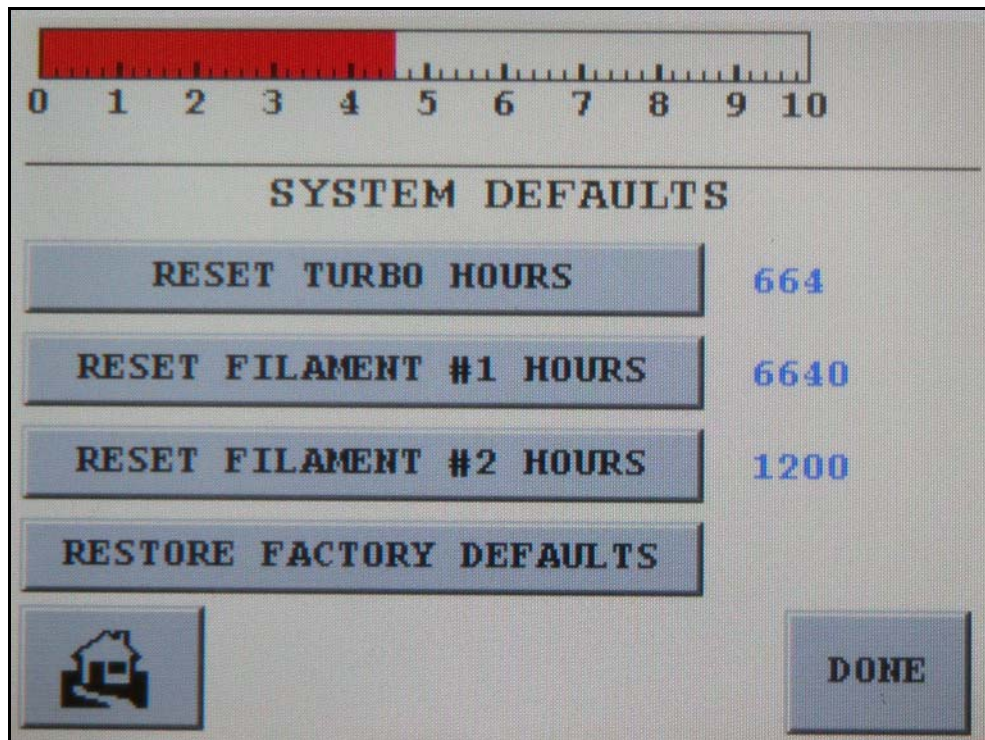 0 1 2 3 4 5 6 7 8 9 10
SYSTEM DEFAULTS
RESET TURBO HOURS 664
RESET FILAMENT #1 HOURS 6640
RESET FILAMENT #2 HOURS 1200
RESTORE FACTORY DEFAULTS
DONE